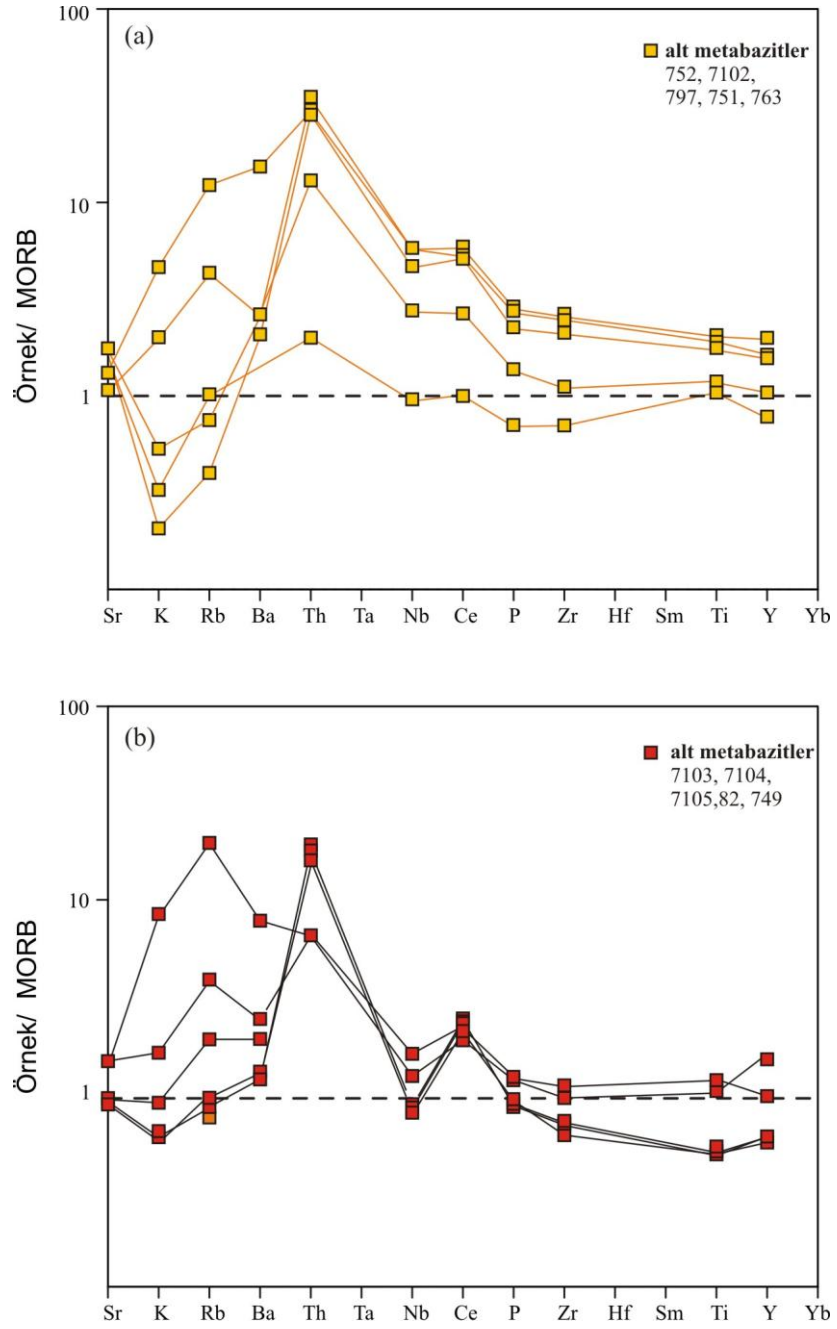 100
(a)
alt metabazitler
752, 7102,
797, 751, 763
10
Örnek/ MORB
1
Sr K Rb Ba Th Ta Nb Ce P Zr Hf Sm Ti Y Yb
100
(b)
alt metabazitler
7103, 7104,
7105,82, 749
10
Örnek/ MORB
1
Sr K Rb Ba Th Ta Nb Ce P Zr Hf Sm Ti Y Yb